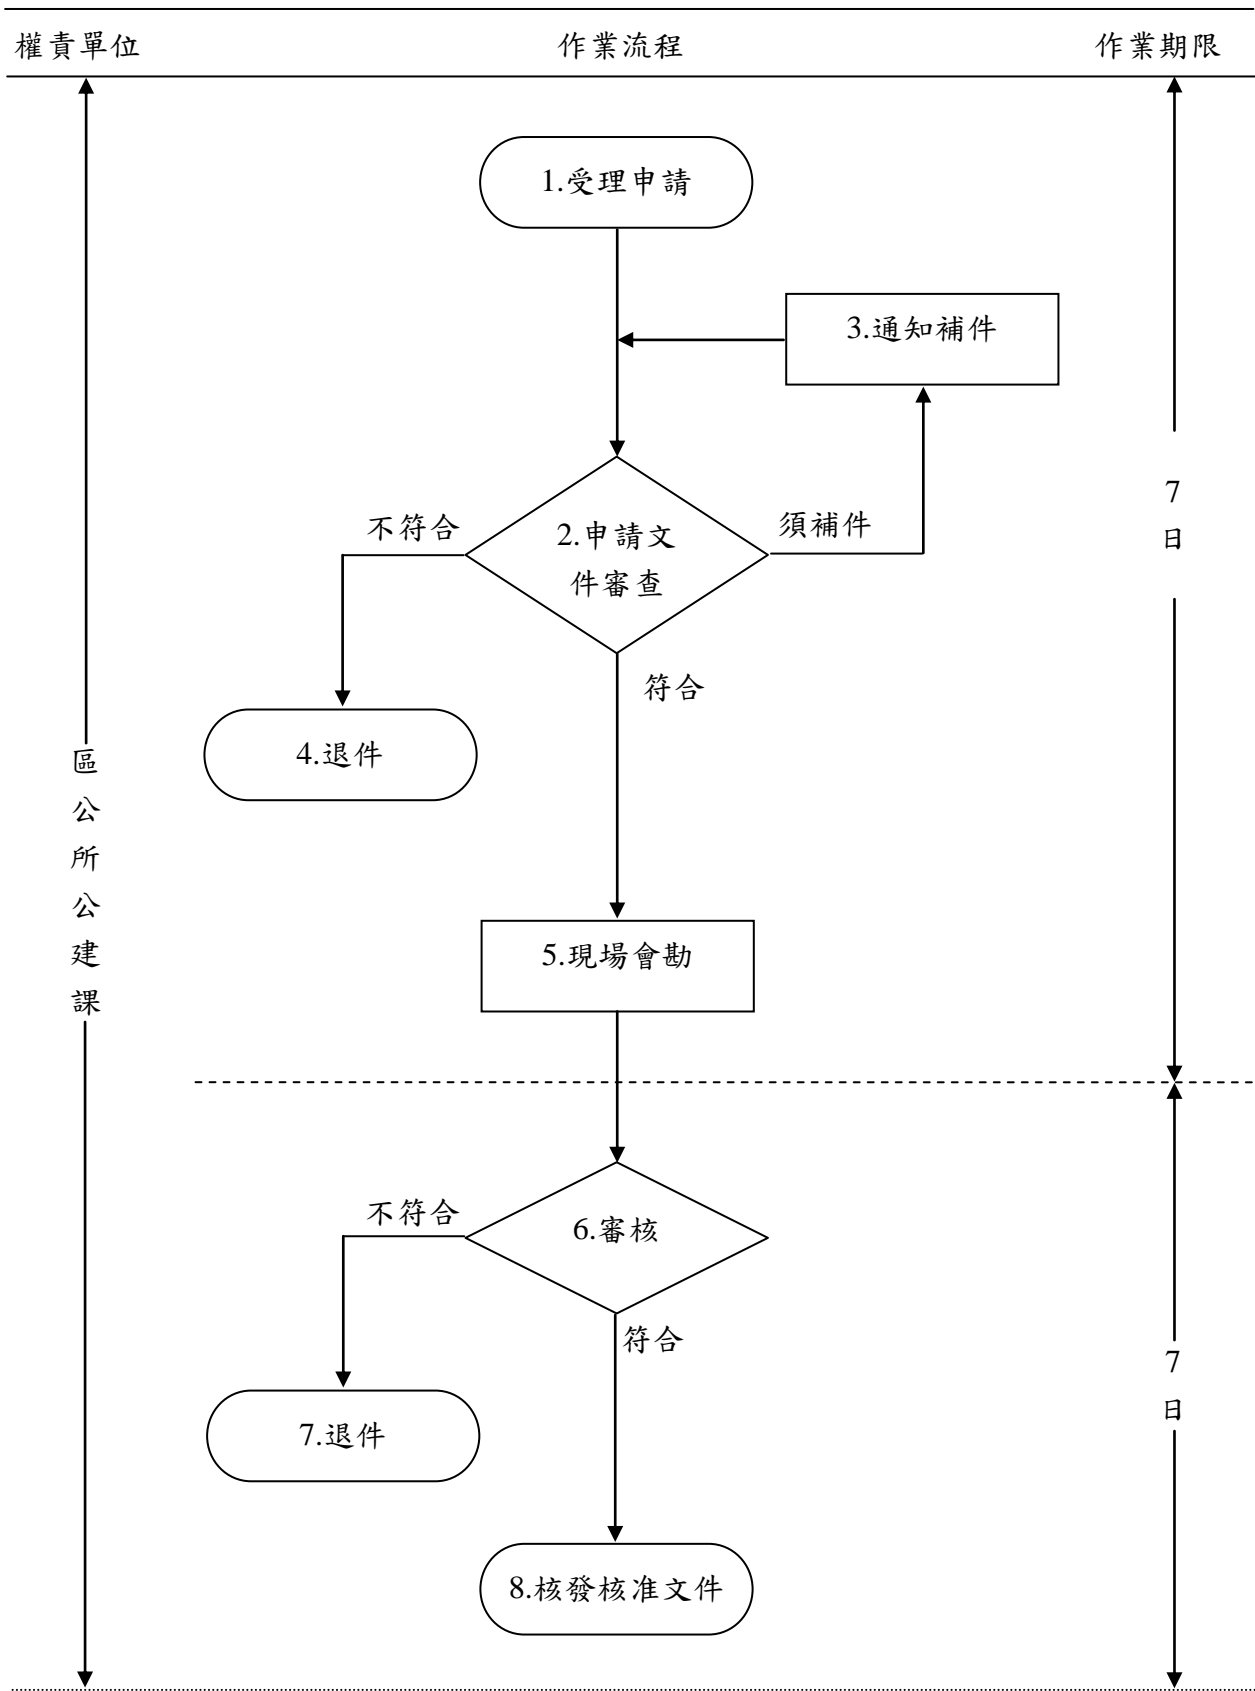 權責單位
作業流程
作業期限
1.受理申請
3.通知補件
7
日
不符合
2.申請文
件審查
須補件
符合
4.退件
區
公
所
公
建
課
5.現場會勘
不符合
6.審核
符合
7
日
7.退件
8.核發核准文件